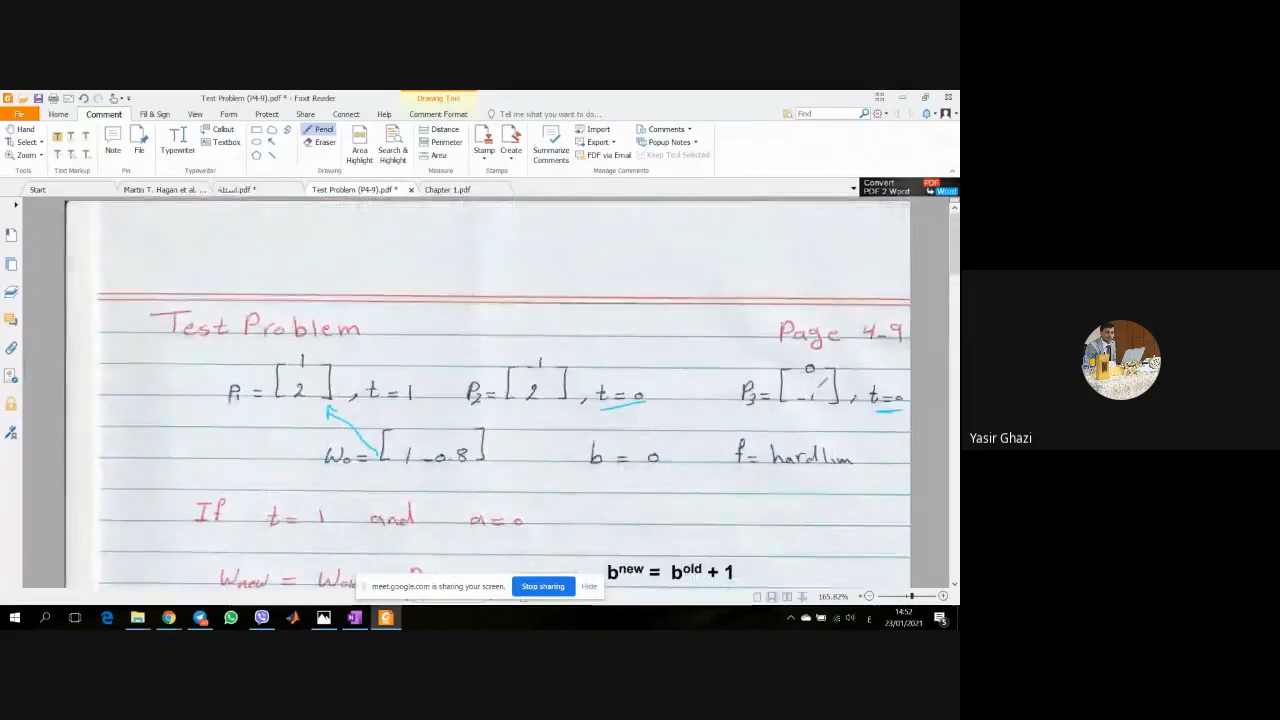 Test Problem (P4-9).pdf * - Foxit Reader
Drawing Tool
File Home Comment Fill & Sign View Form Protect Share Connect Help Comment Format Tell me what you want to do... Find
Hand
Select
Zoom
Tools
Text Markup
Note
File
Pin
Typewriter
Callout
Textbox
Typewriter
Pencil
Eraser
Drawing
Area Highlight
Search & Highlight
Distance
Perimeter
Area
Measure
Stamp
Create
Stamps
Summarize Comments
Import
Export
FDF via Email
Comments
Popup Notes
Keep Tool Selected
Manage Comments
Start
Martin T. Hagan et al. ...
Test Problem (P4-9).pdf *
Chapter 1.pdf
Convert PDF
PDF 2 Word Word
Test Problem Page 4-9
P1 = [1 2], t = 1 P2 = [-1 2], t = 0 P3 = [0 -1], t = 0
W0 = [1 -0.8] b = 0 f = hardlim
If t = 1 and a = 0
Wnew = bnew = bold + 1
meet.google.com is sharing your screen. Stop sharing Hide
165.82%
14:52
23/01/2021
5
Yasir Ghazi